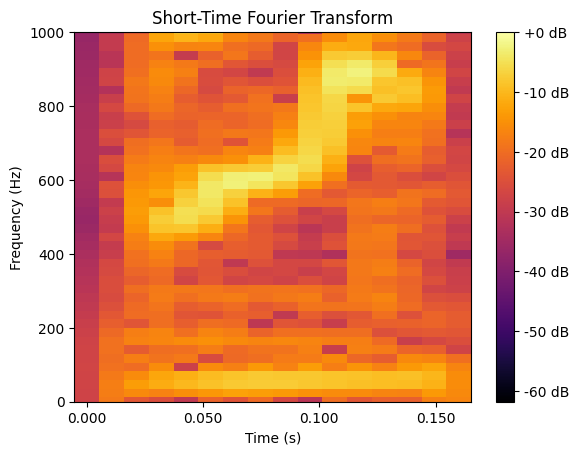 Short-Time Fourier Transform
1000
800
600
400
200
0
Frequency (Hz)
0.000
0.050
0.100
0.150
Time (s)
+0 dB
-10 dB
-20 dB
-30 dB
-40 dB
-50 dB
-60 dB